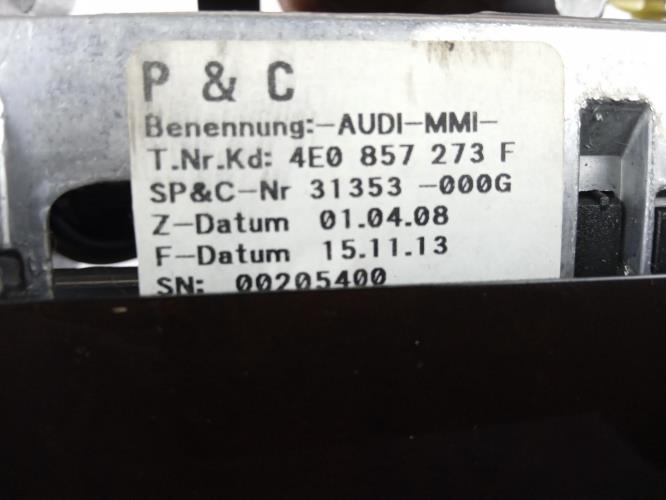 P & C
Benennung:-AUDI-MMI-
T.Nr.Kd: 4E0 857 273 F
SP&C-Nr 31353 -000G
Z-Datum 01.04.08
F-Datum 15.11.13
SN: 00205400